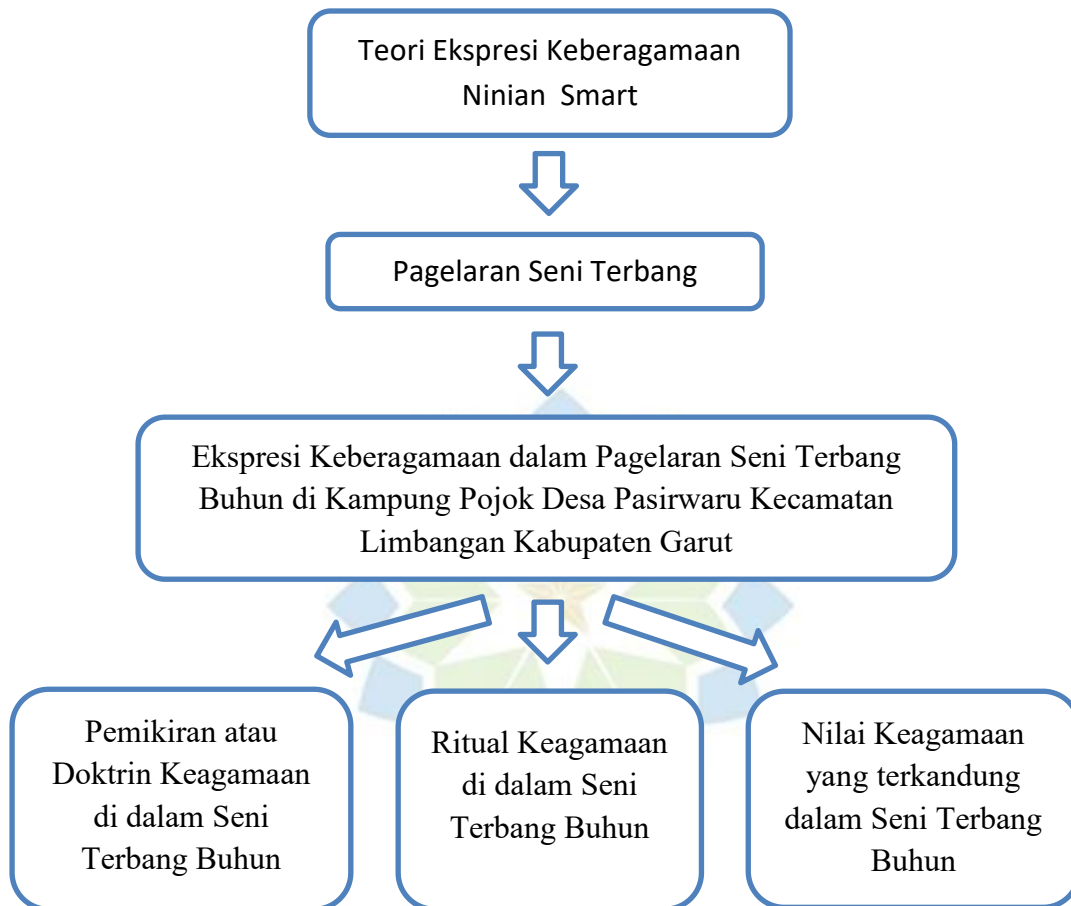 Teori Ekspresi Keberagamaan
Ninian Smart
Pagelaran Seni Terbang
Ekspresi Keberagamaan dalam Pagelaran Seni Terbang
Buhun di Kampung Pojok Desa Pasirwaru Kecamatan
Limbangan Kabupaten Garut
Pemikiran atau
Doktrin Keagamaan
di dalam Seni
Terbang Buhun
Ritual Keagamaan
di dalam Seni
Terbang Buhun
Nilai Keagamaan
yang terkandung
dalam Seni Terbang
Buhun